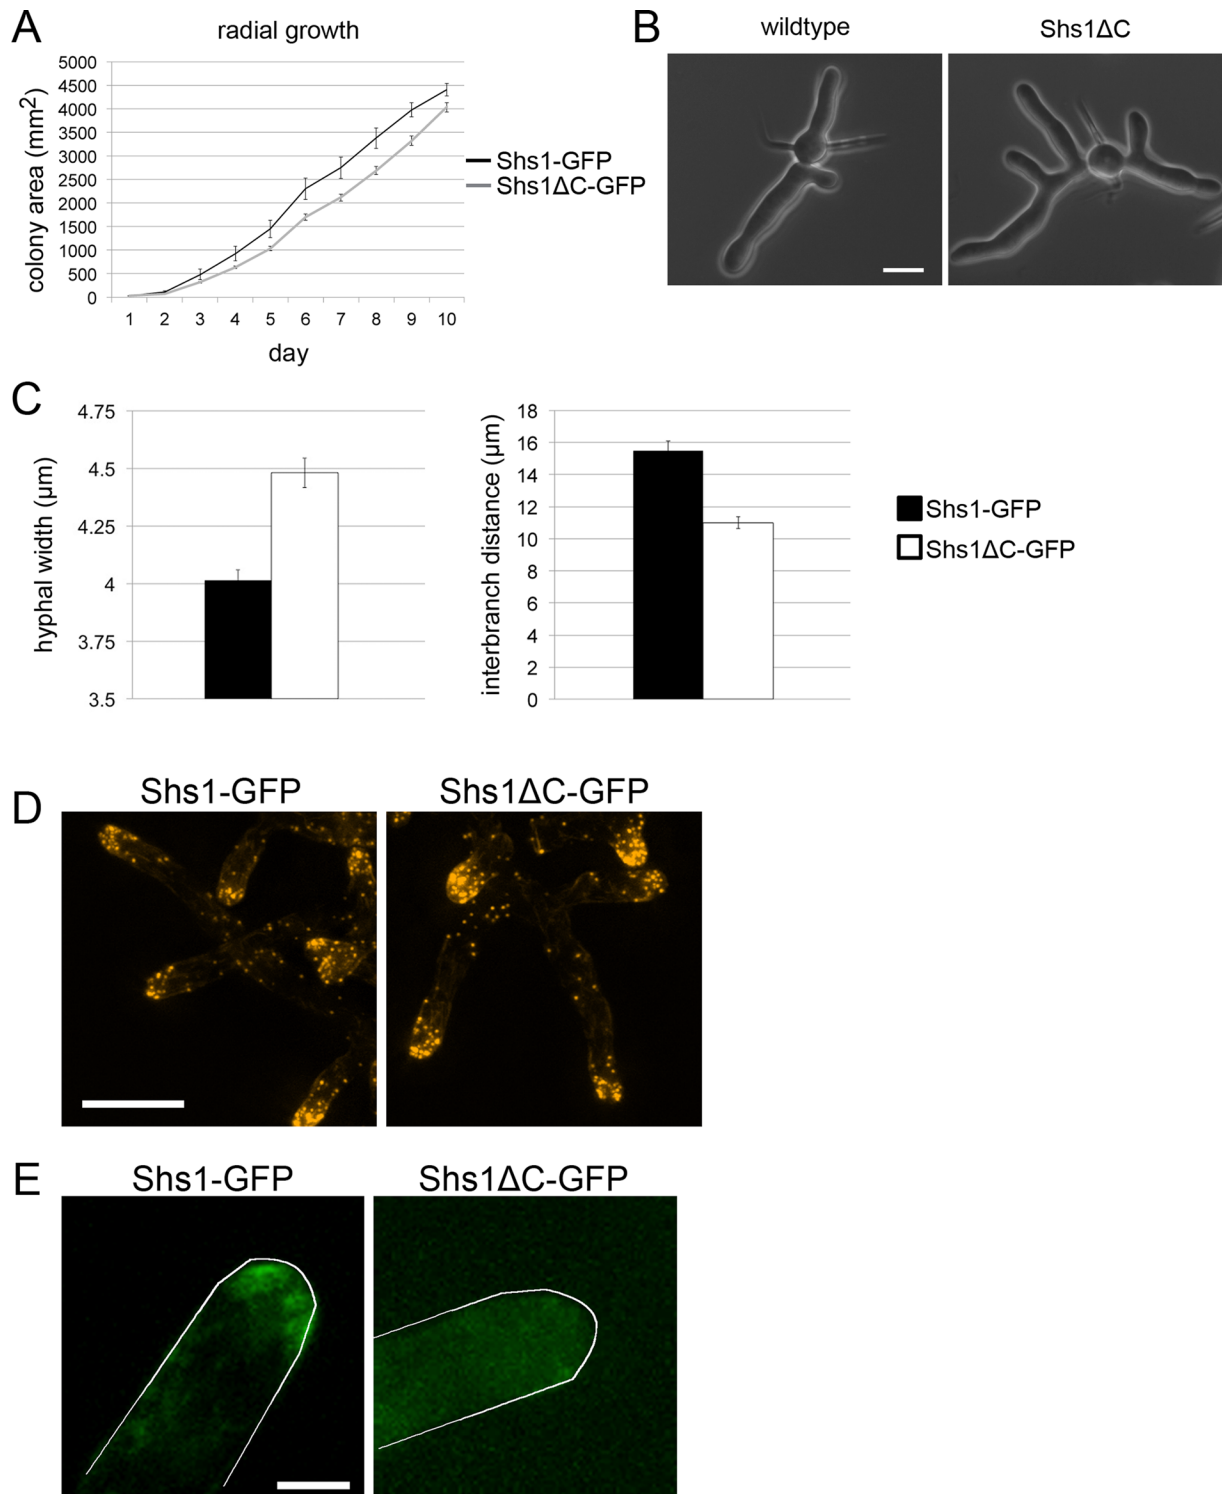 A
radial growth
5000
4500
4000
3500
3000
2500
2000
1500
1000
500
0
colony area (mm2)
1 2 3 4 5 6 7 8 9 10
day
Shs1-GFP
Shs1ΔC-GFP
B
wildtype Shs1ΔC
C
4.75
4.5
4.25
4
3.75
3.5
hyphal width (μm)
18
16
14
12
10
8
6
4
2
0
interbranch distance (μm)
Shs1-GFP
Shs1ΔC-GFP
D
Shs1-GFP Shs1ΔC-GFP
E
Shs1-GFP Shs1ΔC-GFP